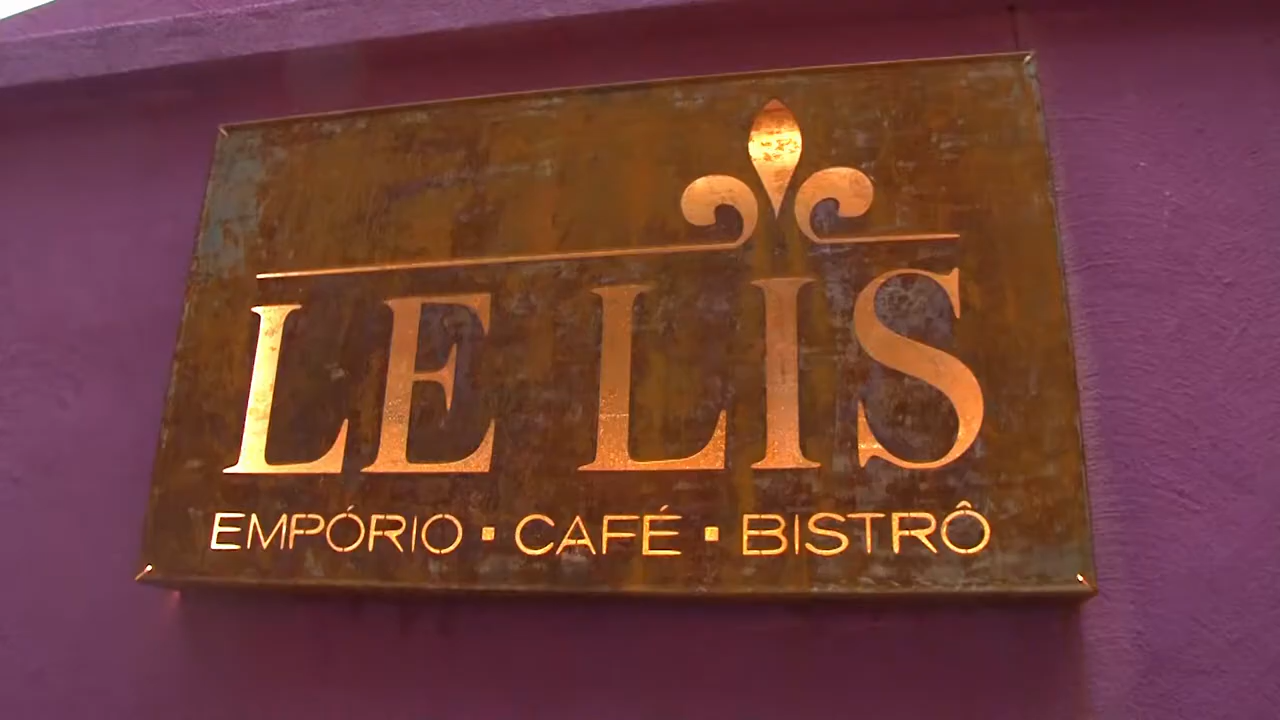 LE LIS
EMPÓRIO ▪ CAFÉ ▪ BISTRÔ